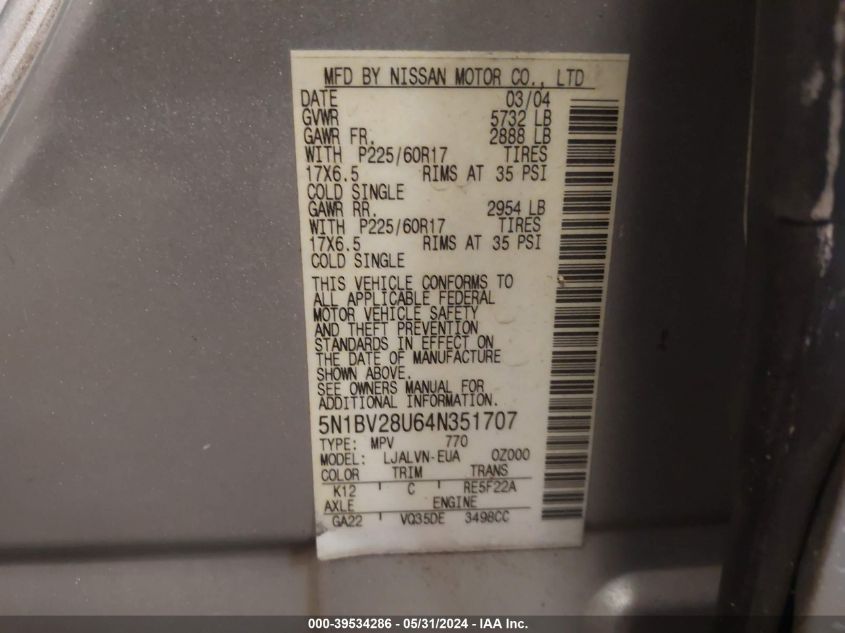 MFD BY NISSAN MOTOR CO., LTD
DATE 03/04
GVWR 5732 LB
GAWR FR. 2888 LB
WITH P225/60R17 TIRES
17X6.5 RIMS AT 35 PSI
COLD SINGLE
GAWR RR. 2954 LB
WITH P225/60R17 TIRES
17X6.5 RIMS AT 35 PSI
COLD SINGLE
THIS VEHICLE CONFORMS TO
ALL APPLICABLE FEDERAL
MOTOR VEHICLE SAFETY
AND THEFT PREVENTION
STANDARDS IN EFFECT ON
THE DATE OF MANUFACTURE
SHOWN ABOVE.
SEE OWNERS MANUAL FOR
ADDITIONAL INFORMATION.
5N1BV28U64N351707
TYPE: MPV 770
MODEL: LJALVN-EUA 0Z000
COLOR TRIM TRANS
K12 C RE5F22A
AXLE ENGINE
GA22 VQ35DE 3498CC
000-39534286 - 05/31/2024 - IAA Inc.